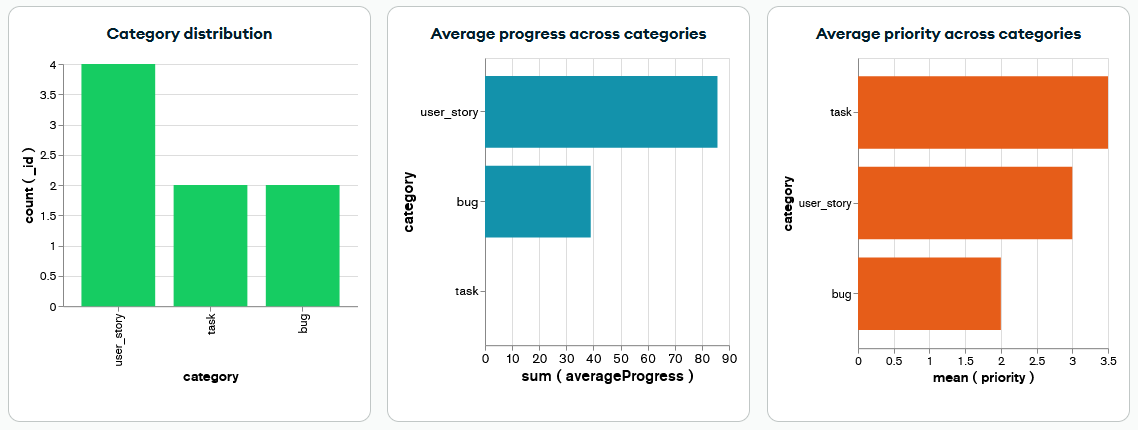 Category distribution
4
3.5
3
2.5
2
1.5
1
0.5
0
count ( _id )
user_story
task
bug
category
Average progress across categories
user_story
bug
task
category
0 10 20 30 40 50 60 70 80 90
sum ( averageProgress )
Average priority across categories
task
user_story
bug
category
0 0.5 1 1.5 2 2.5 3 3.5
mean ( priority )